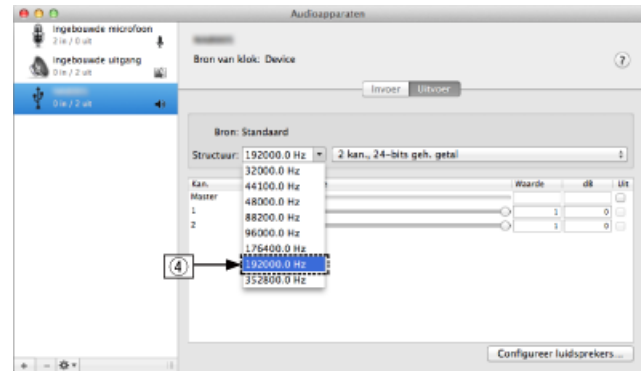 Audioapparaten
Ingebouwde microfoon
2 in / 0 uit
Ingebouwde uitgang
0 in / 2 uit
0 in / 2 uit
Bron van klok: Device
?
Invoer
Uitvoer
Bron: Standaard
Structuur: 192000.0 Hz
2 kan., 24-bits geh. getal
32000.0 Hz
44100.0 Hz
48000.0 Hz
88200.0 Hz
96000.0 Hz
176400.0 Hz
192000.0 Hz
352800.0 Hz
Kan.
Waarde
dB
Uit
Master
1
1
0
2
1
0
4
Configureer luidsprekers...